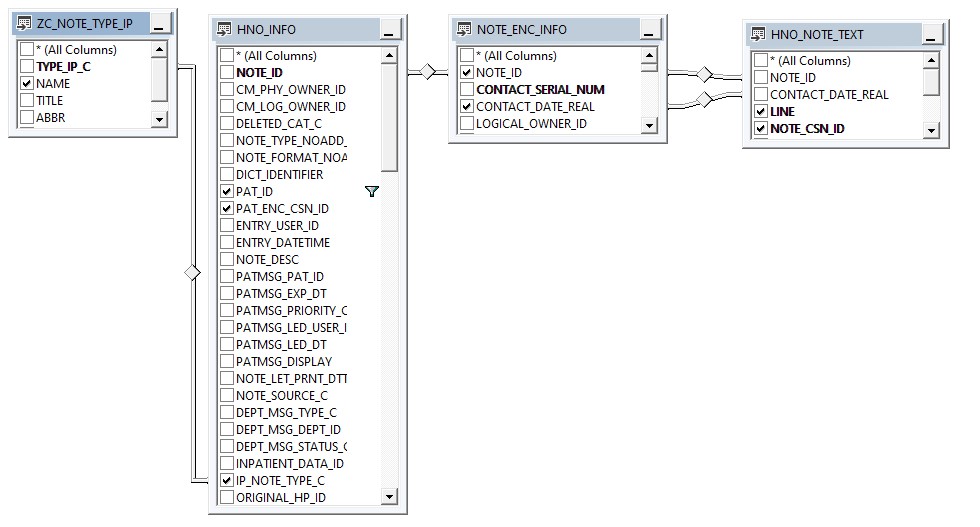 ZC_NOTE_TYPE_IP
* (All Columns)
TYPE_IP_C
NAME
TITLE
ABBR
HNO_INFO
* (All Columns)
NOTE_ID
CM_PHY_OWNER_ID
CM_LOG_OWNER_ID
DELETED_CAT_C
NOTE_TYPE_NOADD_
NOTE_FORMAT_NOA
DICT_IDENTIFIER
PAT_ID
PAT_ENC_CSN_ID
ENTRY_USER_ID
ENTRY_DATETIME
NOTE_DESC
PATMSG_PAT_ID
PATMSG_EXP_DT
PATMSG_PRIORITY_C
PATMSG_LED_USER_I
PATMSG_LED_DT
PATMSG_DISPLAY
NOTE_LET_PRNT_DTT
NOTE_SOURCE_C
DEPT_MSG_TYPE_C
DEPT_MSG_DEPT_ID
DEPT_MSG_STATUS_C
INPATIENT_DATA_ID
IP_NOTE_TYPE_C
ORIGINAL_HP_ID
NOTE_ENC_INFO
* (All Columns)
NOTE_ID
CONTACT_SERIAL_NUM
CONTACT_DATE_REAL
LOGICAL_OWNER_ID
HNO_NOTE_TEXT
* (All Columns)
NOTE_ID
CONTACT_DATE_REAL
LINE
NOTE_CSN_ID